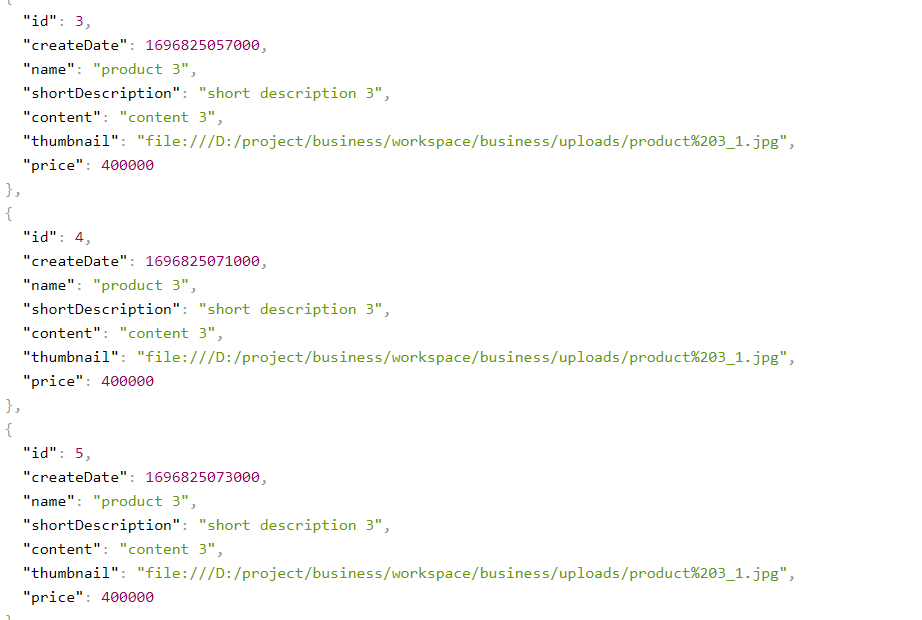 {
"id": 3,
"createDate": 1696825057000,
"name": "product 3",
"shortDescription": "short description 3",
"content": "content 3",
"thumbnail": "file:///D:/project/business/workspace/business/uploads/product%203_1.jpg",
"price": 400000
},
{
"id": 4,
"createDate": 1696825071000,
"name": "product 3",
"shortDescription": "short description 3",
"content": "content 3",
"thumbnail": "file:///D:/project/business/workspace/business/uploads/product%203_1.jpg",
"price": 400000
},
{
"id": 5,
"createDate": 1696825073000,
"name": "product 3",
"shortDescription": "short description 3",
"content": "content 3",
"thumbnail": "file:///D:/project/business/workspace/business/uploads/product%203_1.jpg",
"price": 400000
}